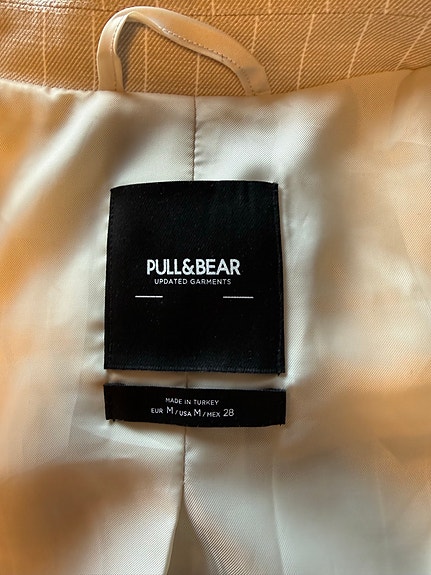 PULL&BEAR
UPDATED GARMENTS
MADE IN TURKEY
EUR M/USA M/MEX 28